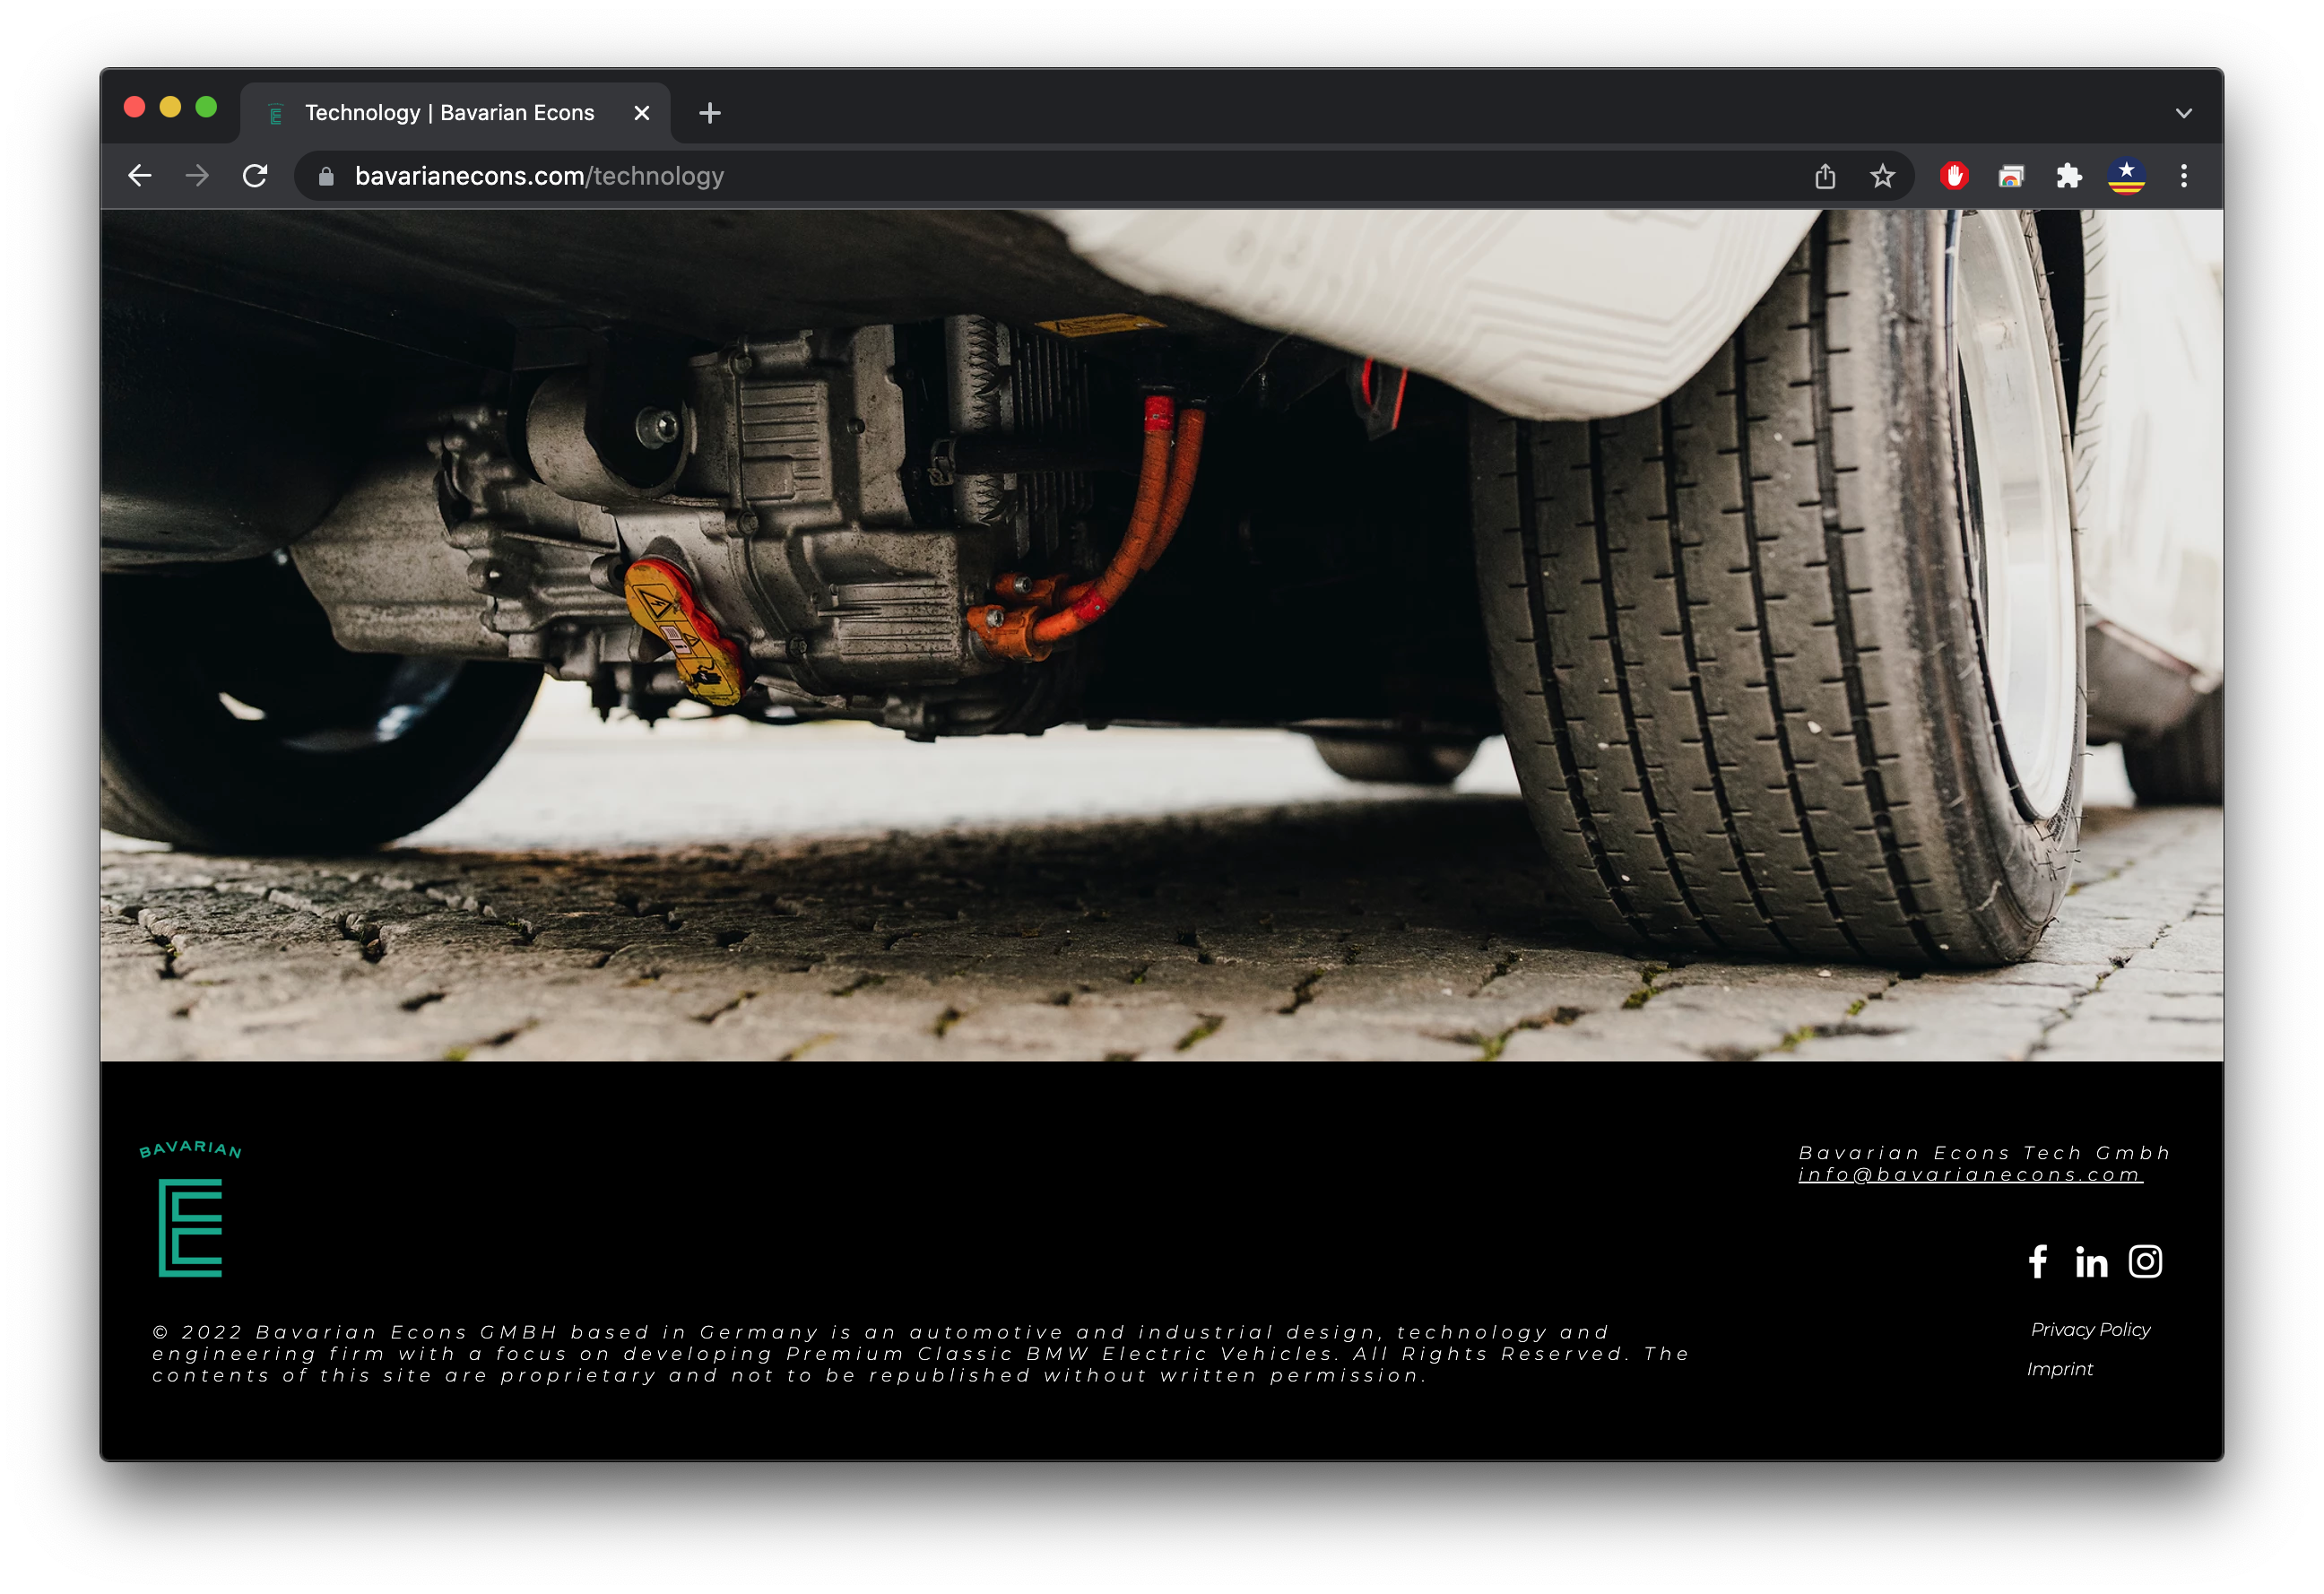 Technology | Bavarian Econs
bavarianecons.com/technology
BAVARIAN
E
Bavarian Econs Tech Gmbh
info@bavarianecons.com
© 2022 Bavarian Econs GMBH based in Germany is an automotive and industrial design, technology and
engineering firm with a focus on developing Premium Classic BMW Electric Vehicles. All Rights Reserved. The
contents of this site are proprietary and not to be republished without written permission.
Privacy Policy
Imprint